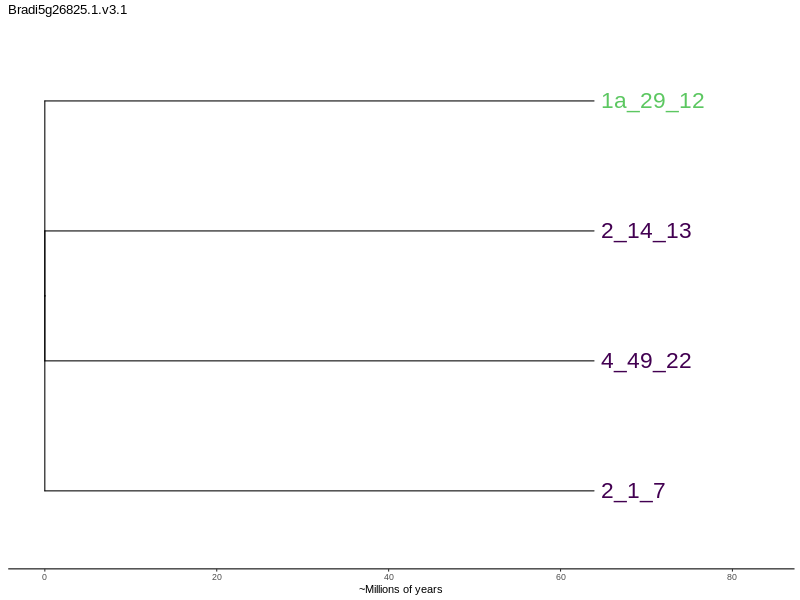 Bradi5g26825.1.v3.1
1a_29_12
2_14_13
4_49_22
2_1_7
0 20 40 60 80
~Millions of years